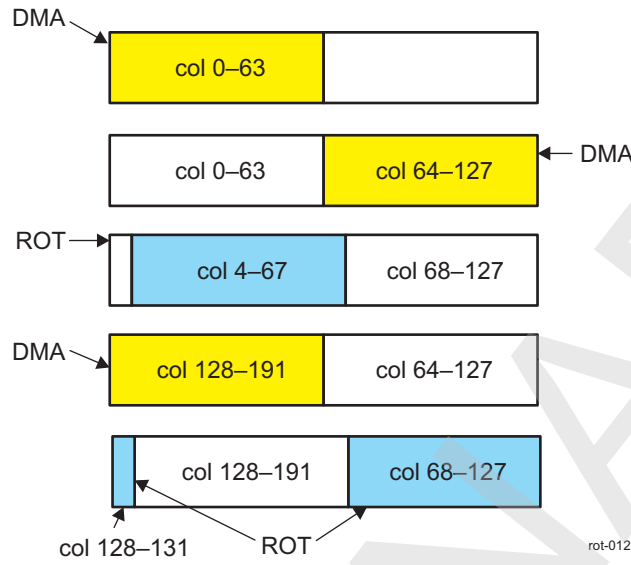 DMA
col 0–63
col 0–63
col 64–127
DMA
ROT
col 4–67
col 68–127
DMA
col 128–191
col 64–127
col 128–191
col 68–127
col 128–131
ROT
rot-012